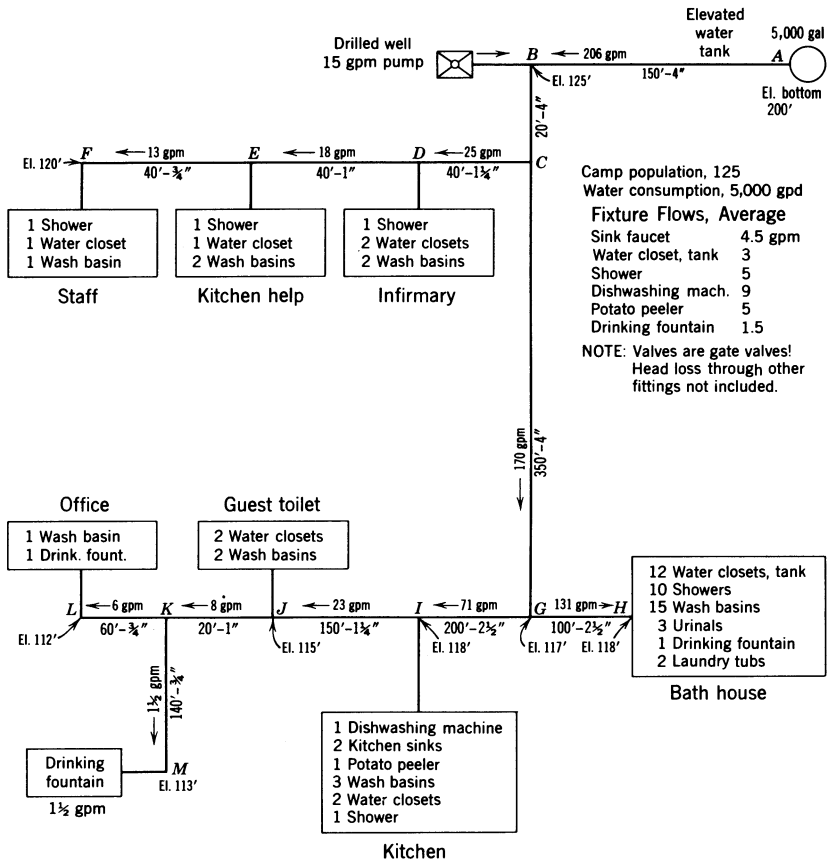 Elevated
water
tank
5,000 gal
Drilled well
15 gpm pump
B
206 gpm
A
150'-4"
El. 125'
El. bottom
200'
20'-4"
El. 120'
F
13 gpm
E
18 gpm
D
25 gpm
C
40'-¾"
40'-1"
40'-1¼"
1 Shower
1 Water closet
1 Wash basin
Staff
1 Shower
1 Water closet
2 Wash basins
Kitchen help
1 Shower
2 Water closets
2 Wash basins
Infirmary
Camp population, 125
Water consumption, 5,000 gpd
Fixture Flows, Average
Sink faucet 4.5 gpm
Water closet, tank 3
Shower 5
Dishwashing mach. 9
Potato peeler 5
Drinking fountain 1.5
NOTE: Valves are gate valves!
Head loss through other
fittings not included.
170 gpm
350'-4"
Office
1 Wash basin
1 Drink. fount.
Guest toilet
2 Water closets
2 Wash basins
L
6 gpm
K
8 gpm
J
23 gpm
I
71 gpm
G
131 gpm
H
60'-¾"
20'-1"
150'-1¼"
200'-2½"
100'-2½"
El. 112'
El. 115'
El. 118'
El. 117'
El. 118'
12 Water closets, tank
10 Showers
15 Wash basins
3 Urinals
1 Drinking fountain
2 Laundry tubs
Bath house
1½ gpm
140'-¾"
M
El. 113'
Drinking
fountain
1½ gpm
1 Dishwashing machine
2 Kitchen sinks
1 Potato peeler
3 Wash basins
2 Water closets
1 Shower
Kitchen